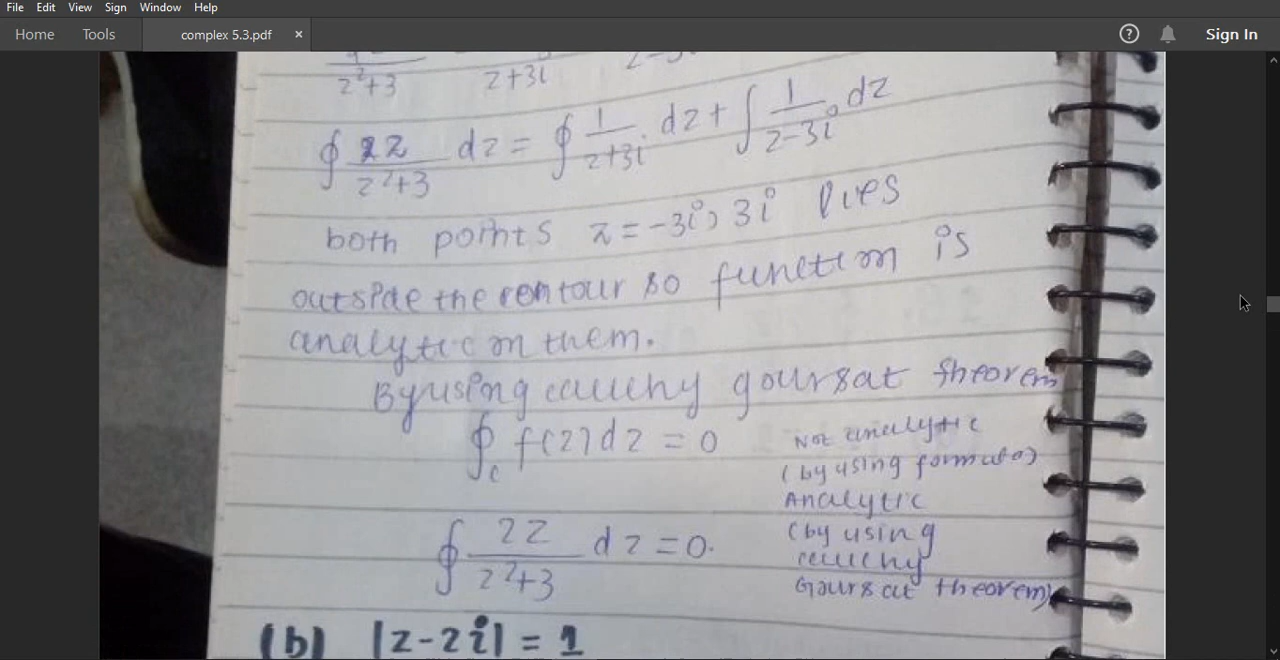 File Edit View Sign Window Help
Home Tools complex 5.3.pdf × ? Sign In
z²+3 z+3i
∮ 2z/z²+3 dz = ∮ 1/z+3i dz + ∫ 1/z-3i dz
both points z = -3i, 3i lies
outside the contour so function is
analytic on them.
By using cauchy goursat theorem
∮c f(z)dz = 0
Not analytic
(by using formula)
Analytic
(by using
cauchy
Goursat theorem)
∮ 2z/z²+3 dz = 0.
(b) |z-2i| = 1